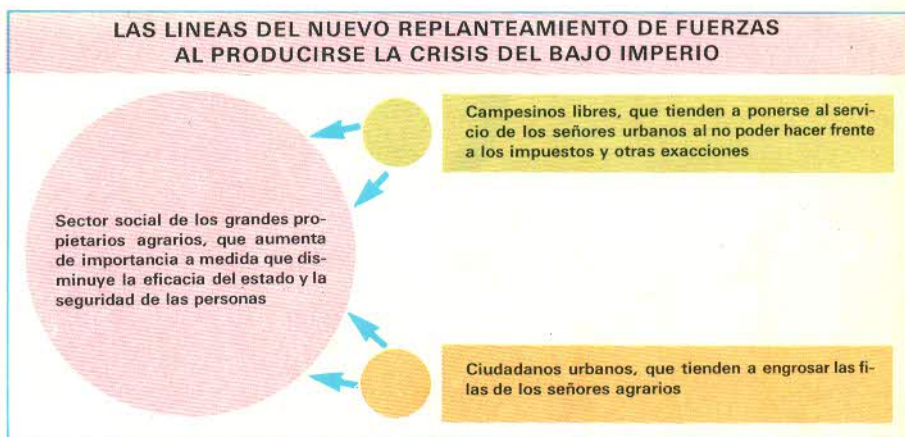 LAS LINEAS DEL NUEVO REPLANTEAMIENTO DE FUERZAS
AL PRODUCIRSE LA CRISIS DEL BAJO IMPERIO
Campesinos libres, que tienden a ponerse al servi-
cio de los señores urbanos al no poder hacer frente
a los impuestos y otras exacciones
Sector social de los grandes pro-
pietarios agrarios, que aumenta
de importancia a medida que dis-
minuye la eficacia del estado y la
seguridad de las personas
Ciudadanos urbanos, que tienden a engrosar las fi-
las de los señores agrarios